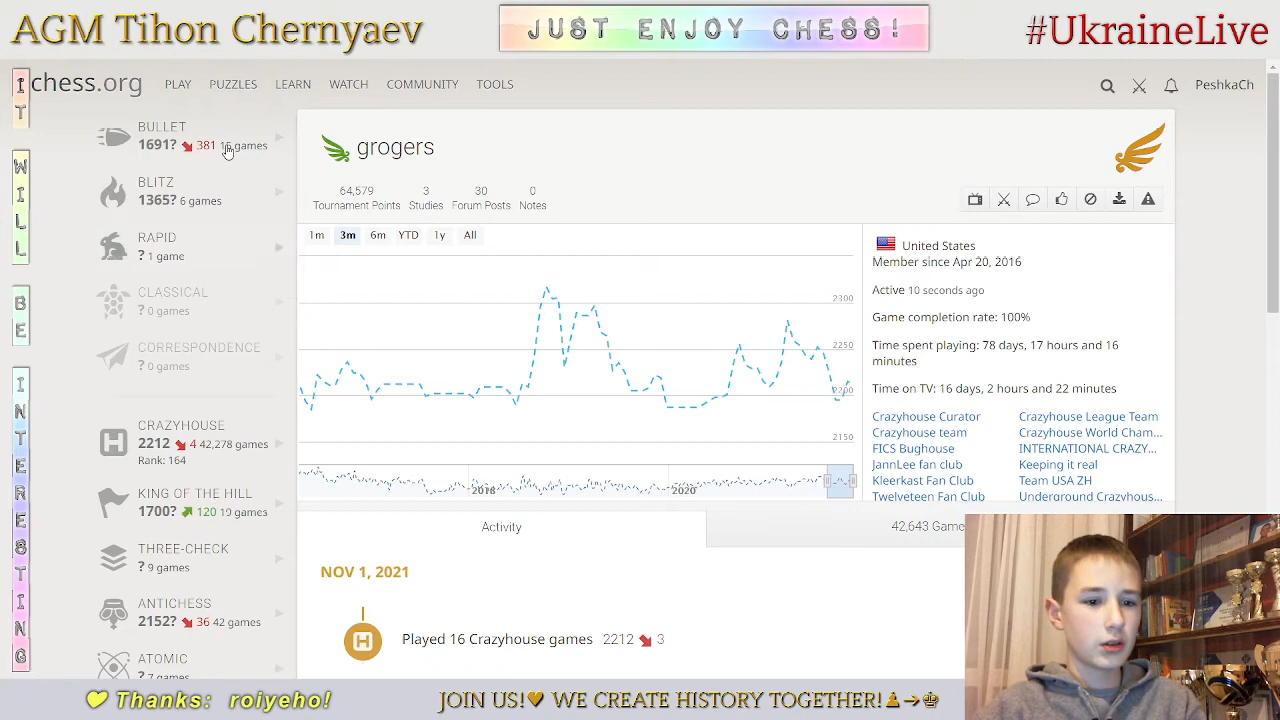 AGM Tihon Chernyaev
JUST ENJOY CHESS!
#UkraineLive
IT
WILL
BE
INTERESTING
chess.org
PLAY
PUZZLES
LEARN
WATCH
COMMUNITY
TOOLS
PeshkaCh
BULLET
1691? 381 16 games
BLITZ
1365? 6 games
RAPID
? 1 game
CLASSICAL
? 0 games
CORRESPONDENCE
? 0 games
CRAZYHOUSE
2212 4 42,278 games
Rank: 164
KING OF THE HILL
1700? 120 19 games
THREE-CHECK
? 9 games
ANTICHESS
2152? 36 42 games
ATOMIC
? 7 games
grogers
64,579
Tournament Points
3
Studies
30
Forum Posts
0
Notes
1m 3m 6m YTD 1y All
2300
2250
2200
2150
2018
2020
United States
Member since Apr 20, 2016
Active 10 seconds ago
Game completion rate: 100%
Time spent playing: 78 days, 17 hours and 16
minutes
Time on TV: 16 days, 2 hours and 22 minutes
Crazyhouse Curator
Crazyhouse League Team
Crazyhouse team
Crazyhouse World Cham...
FICS Bughouse
INTERNATIONAL CRAZY...
JannLee fan club
Keeping it real
Kleerkast Fan Club
Team USA ZH
Twelveteen Fan Club
Underground Crazyhous...
Activity
42,643 Game
NOV 1, 2021
H Played 16 Crazyhouse games 2212 3
Thanks: roiyeho!
JOIN US! WE CREATE HISTORY TOGETHER!